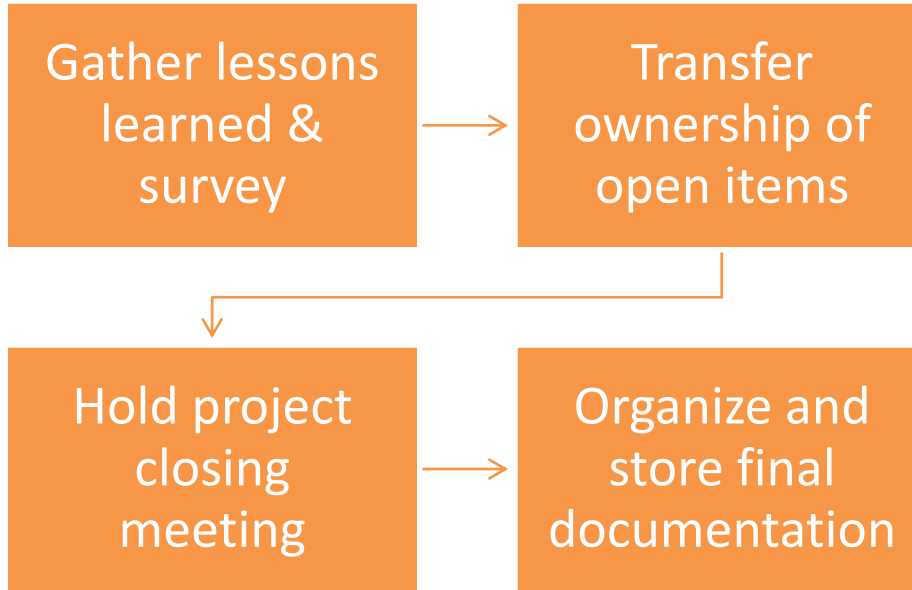 Gather lessons
learned &
survey
Transfer
ownership of
open items
Hold project
closing
meeting
Organize and
store final
documentation